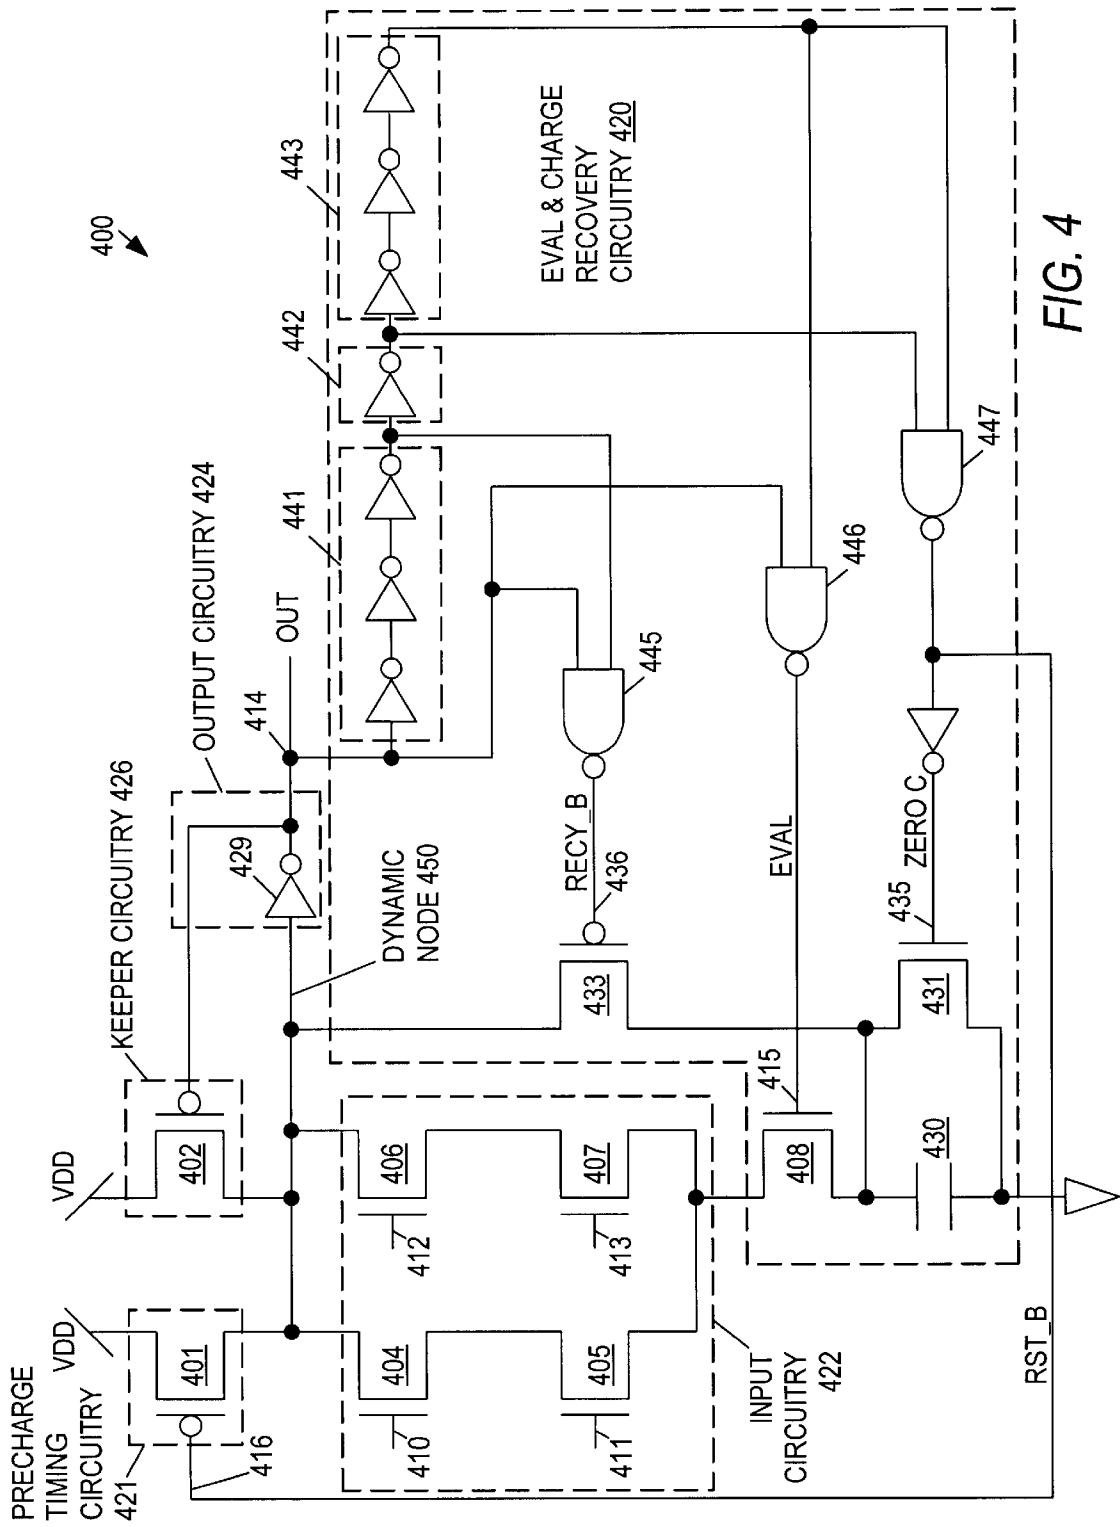 400
PRECHARGE
TIMING
CIRCUITRY
421
VDD
401
416
VDD
402
KEEPER CIRCUITRY 426
OUTPUT CIRCUITRY 424
429
414
OUT
DYNAMIC
NODE 450
441
442
443
EVAL & CHARGE
RECOVERY
CIRCUITRY 420
404
410
405
411
406
412
407
413
INPUT
CIRCUITRY
422
RECY_B
436
433
445
EVAL
415
408
446
ZERO C
435
431
430
447
RST_B
FIG. 4